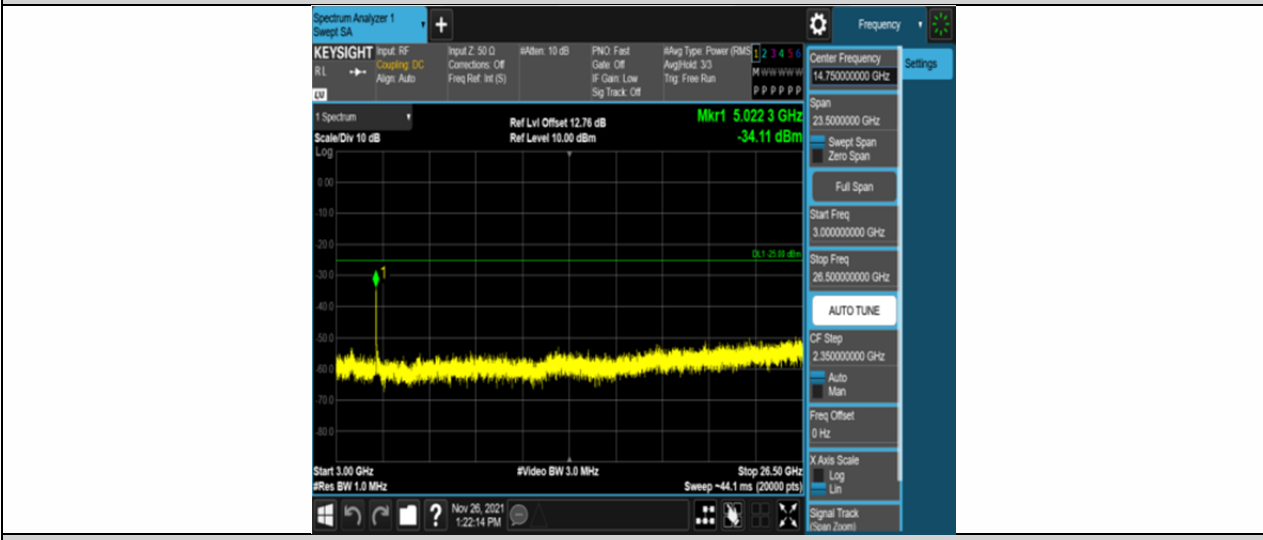 Spectrum Analyzer 1
Swept SA
+
Frequency
KEYSIGHT
RL
LXI
Input: RF
Coupling: DC
Align: Auto
Input Z: 50 Ω
Corrections: Off
Freq Ref: Int (S)
#Atten: 10 dB
PNO: Fast
Gate: Off
IF Gain: Low
Sig Track: Off
#Avg Type: Power (RMS
Avg|Hold: 3/3
Trig: Free Run
1 2 3 4 5 6
M W W W W W
P P P P P P
1 Spectrum
Scale/Div 10 dB
Log
Ref Lvl Offset 12.76 dB
Ref Level 10.00 dBm
Mkr1 5.022 3 GHz
-34.11 dBm
0.00
-10.0
-20.0
-30.0
-40.0
-50.0
-60.0
-70.0
-80.0
DL1 -25.00 dBm
1
Start 3.00 GHz
#Res BW 1.0 MHz
#Video BW 3.0 MHz
Stop 26.50 GHz
Sweep ~44.1 ms (20000 pts)
?
Nov 26, 2021
1:22:14 PM
Center Frequency
14.750000000 GHz
Settings
Span
23.5000000 GHz
Swept Span
Zero Span
Full Span
Start Freq
3.000000000 GHz
Stop Freq
26.500000000 GHz
AUTO TUNE
CF Step
2.350000000 GHz
Auto
Man
Freq Offset
0 Hz
X Axis Scale
Log
Lin
Signal Track
(Span Zoom)